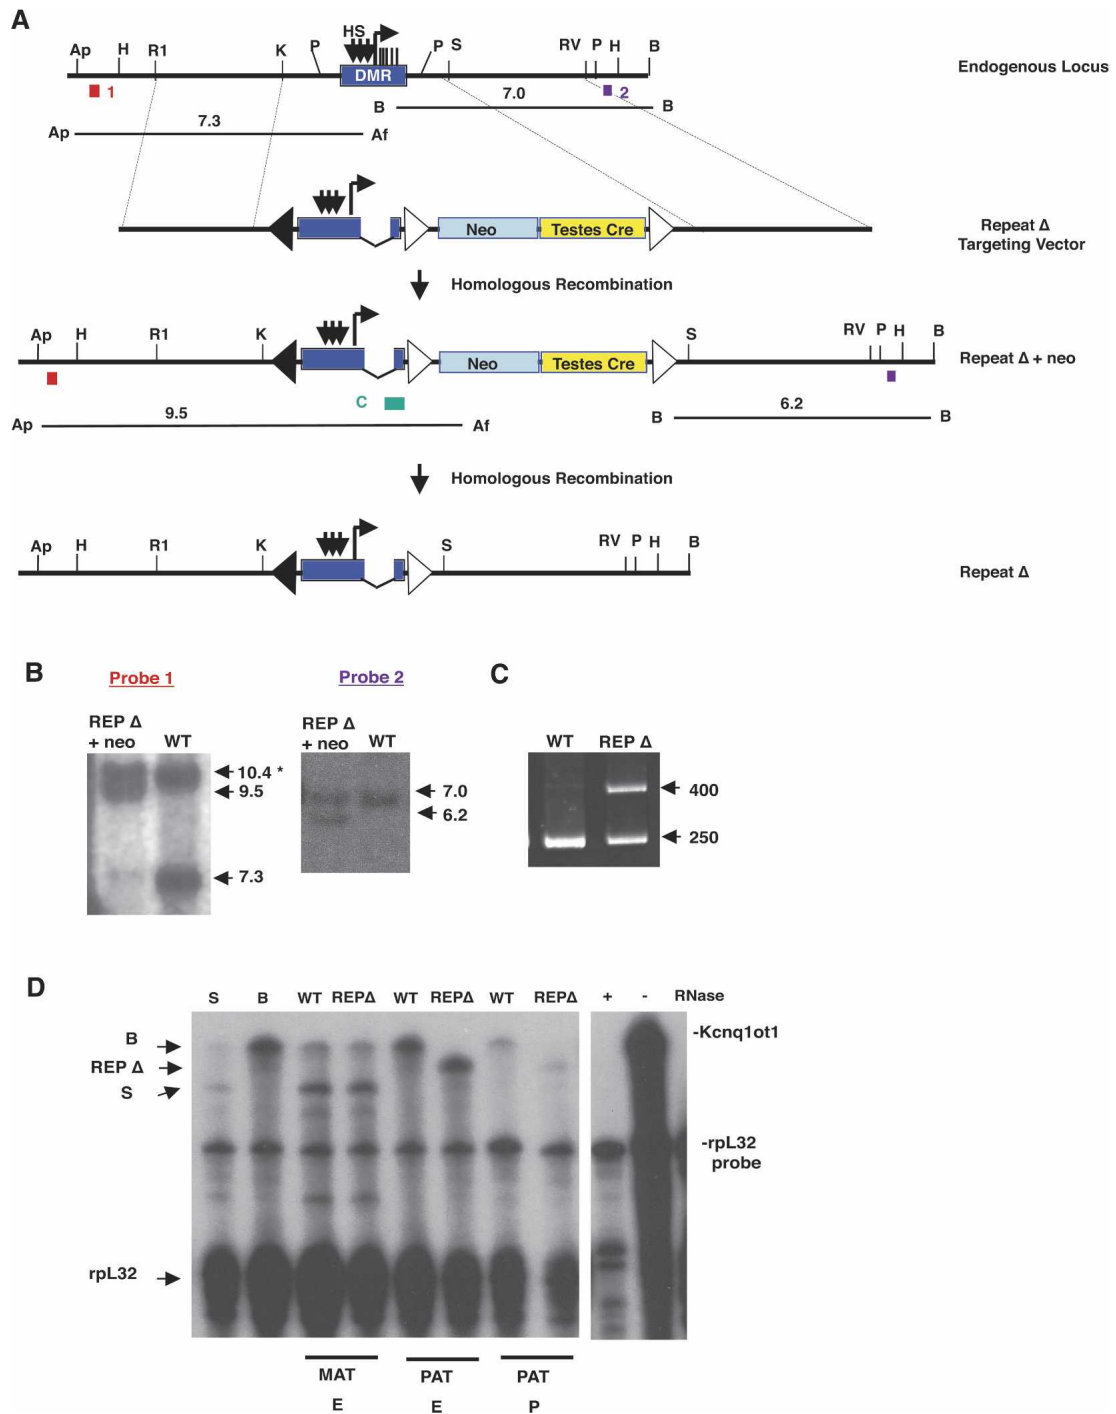 A
HS
Ap H R1 K P P S RV P H B
DMR
Endogenous Locus
1
2
7.0
B B
7.3
Ap Af
Neo Testes Cre
Repeat Δ
Targeting Vector
Homologous Recombination
Ap H R1 K S RV P H B
Neo Testes Cre
Repeat Δ + neo
C
9.5
Ap Af
6.2
B B
Homologous Recombination
Ap H R1 K S RV P H B
Repeat Δ
B
Probe 1
REP Δ
+ neo WT
10.4 *
9.5
7.3
Probe 2
REP Δ
+ neo WT
7.0
6.2
C
WT REP Δ
400
250
D
S B WT REPΔ WT REPΔ WT REPΔ + - RNase
B
REP Δ
S
rpL32
-Kcnq1ot1
-rpL32
probe
MAT PAT PAT
E E P